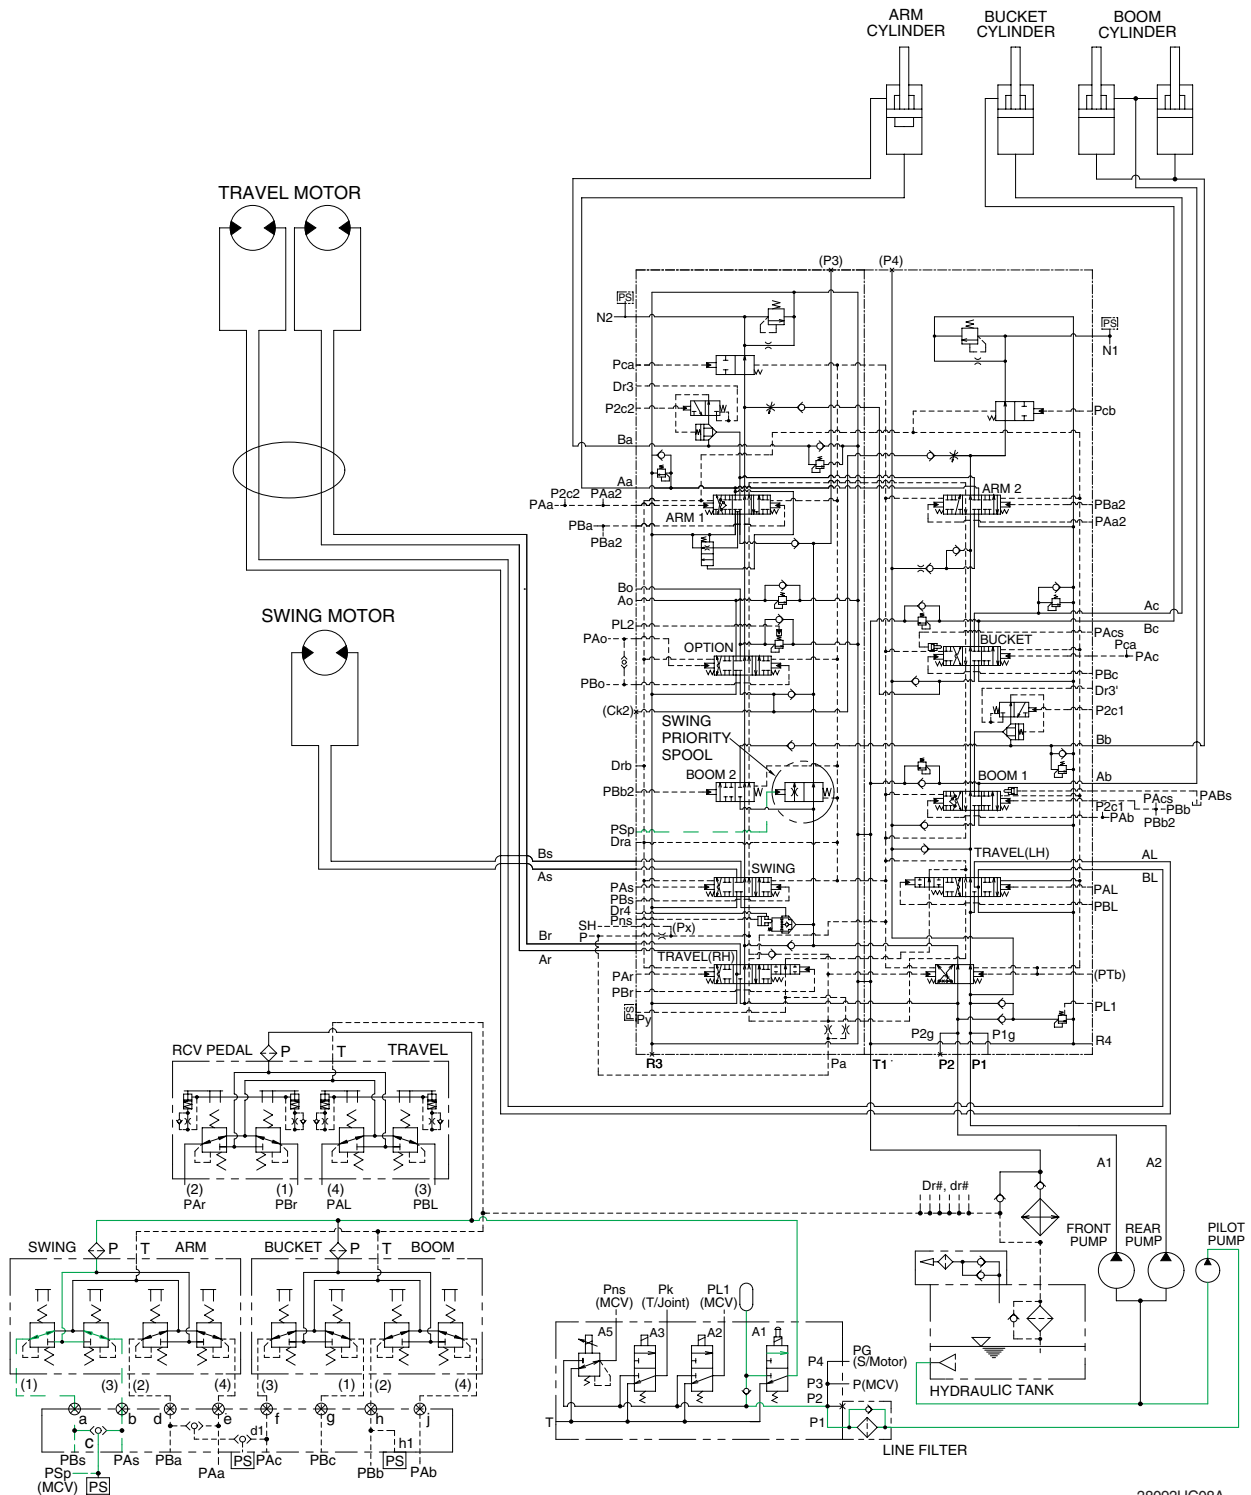 ARM
CYLINDER
BUCKET
CYLINDER
BOOM
CYLINDER
TRAVEL MOTOR
SWING MOTOR
(P3)
(P4)
PS
N2
PS
N1
Pca
Dr3
P2c2
Pcb
Ba
Aa
P2c2
PAa2
PAa
ARM 1
PBa
PBa2
ARM 2
PBa2
PAa2
Bo
Ao
PL2
PAo
OPTION
PBo
(Ck2)
Ac
Bc
PAcs
BUCKET
Pca
PAc
PBc
Dr3'
P2c1
SWING
PRIORITY
SPOOL
Bb
Drb
BOOM 2
PBb2
BOOM 1
Ab
PABs
PAcs
P2c1
PBb
PAb
PBb2
PSp
Dra
Bs
As
SWING
TRAVEL(LH)
AL
BL
PAs
PBs
PAL
PBL
Dr4
Pns
SH
P
(Px)
Br
Ar
TRAVEL(RH)
PAr
PBr
(PTb)
PS
Py
PL1
P2g
P1g
R4
R3
Pa
T1
P2
P1
RCV PEDAL
P
T
TRAVEL
(2)
(1)
(4)
(3)
PAr
PBr
PAL
PBL
A1
A2
Dr#, dr#
FRONT
PUMP
REAR
PUMP
PILOT
PUMP
SWING
P
T
ARM
BUCKET
P
T
BOOM
(1)
(3)
(2)
(4)
(3)
(1)
(2)
(4)
a
b
d
e
f
g
h
j
c
d1
h1
PBs
PAs
PBa
PAa
PS
PAc
PBc
PBb
PS
PAb
PSp
(MCV)
PS
Pns
(MCV)
Pk
(T/Joint)
PL1
(MCV)
A5
A3
A2
A1
P4
PG
(S/Motor)
P3
P(MCV)
P2
P1
T
LINE FILTER
HYDRAULIC TANK